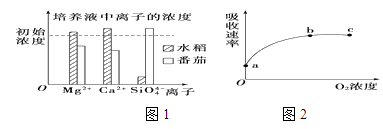 培养液中离子的浓度
初始
浓度
水稻
番茄
O
Mg²⁺ Ca²⁺ SiO₄⁴⁻ 离子
图1
吸收
速率
a
b
c
O
O₂浓度
图2